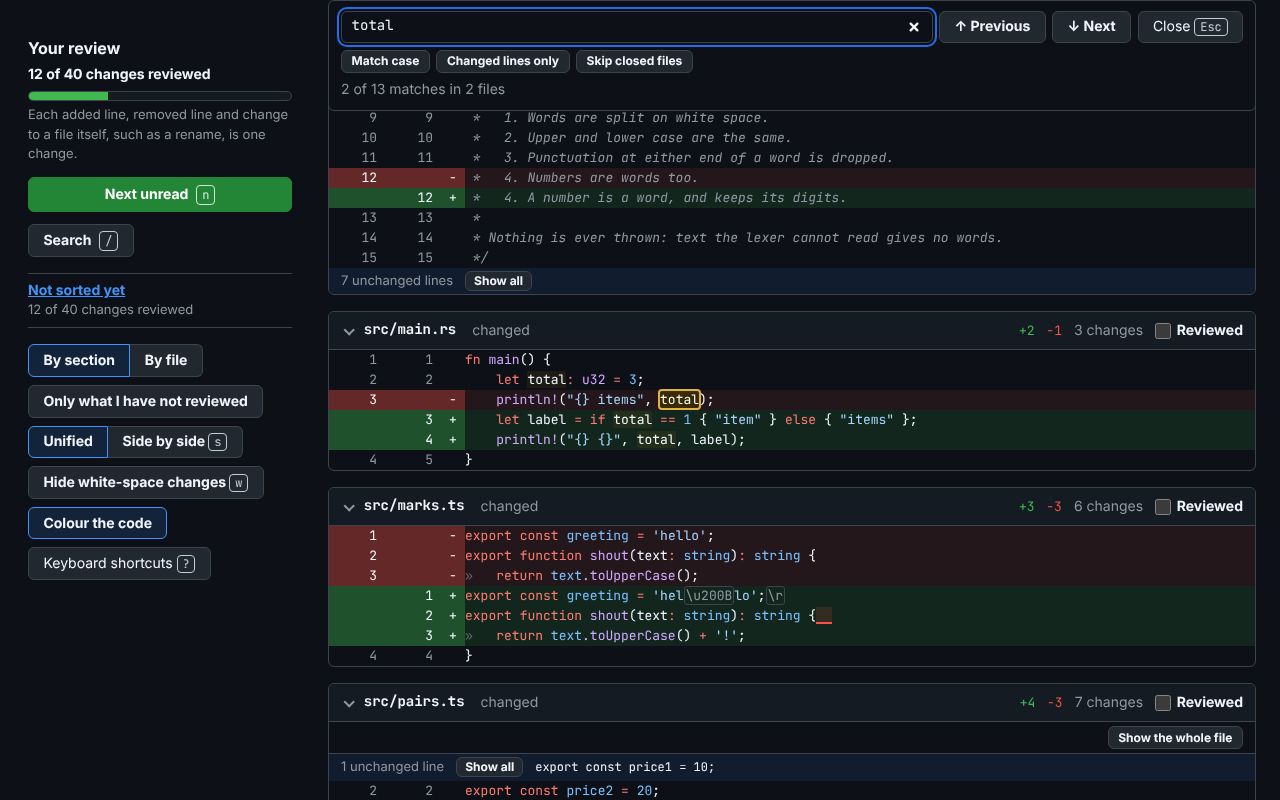 Your review
12 of 40 changes reviewed
Each added line, removed line and change
to a file itself, such as a rename, is one
change.
Next unread n
Search /
Not sorted yet
12 of 40 changes reviewed
By section By file
Only what I have not reviewed
Unified Side by side s
Hide white-space changes w
Colour the code
Keyboard shortcuts ?
total × ↑ Previous ↓ Next Close Esc
Match case Changed lines only Skip closed files
2 of 13 matches in 2 files
9 9 *   1. Words are split on white space.
10 10 *   2. Upper and lower case are the same.
11 11 *   3. Punctuation at either end of a word is dropped.
12 - *   4. Numbers are words too.
12 + *   4. A number is a word, and keeps its digits.
13 13 *
14 14 * Nothing is ever thrown: text the lexer cannot read gives no words.
15 15 */
7 unchanged lines Show all
src/main.rs changed +2 -1 3 changes Reviewed
1 1 fn main() {
2 2     let total: u32 = 3;
3 -     println!("{} items", total);
3 +     let label = if total == 1 { "item" } else { "items" };
4 +     println!("{} {}", total, label);
4 5 }
src/marks.ts changed +3 -3 6 changes Reviewed
1 - export const greeting = 'hello';
2 - export function shout(text: string): string {
3 - »   return text.toUpperCase();
1 + export const greeting = 'hel\u200Blo';\r
2 + export function shout(text: string): string {
3 + »   return text.toUpperCase() + '!';
4 4 }
src/pairs.ts changed +4 -3 7 changes Reviewed
Show the whole file
1 unchanged line Show all export const price1 = 10;
2 2 export const price2 = 20;